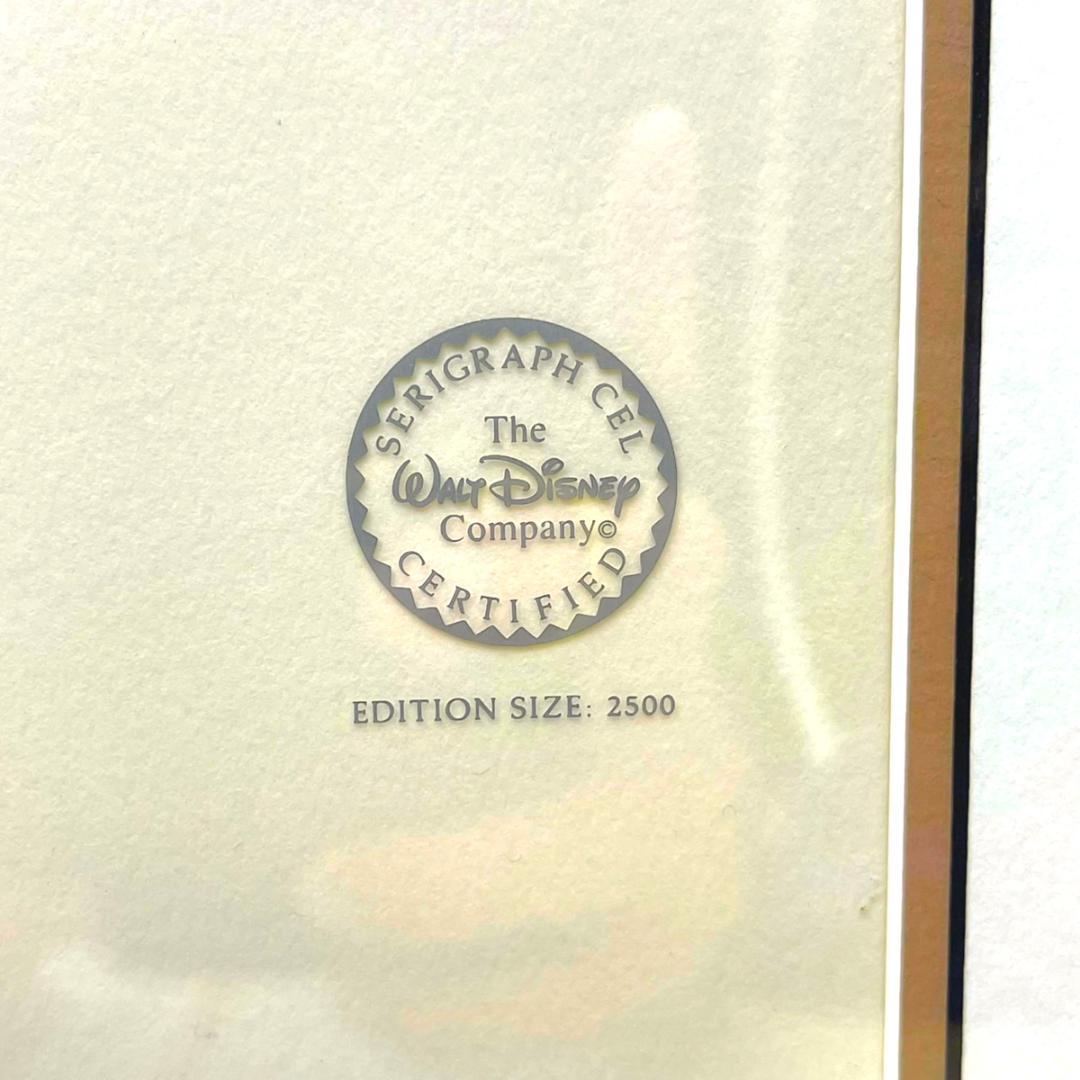 SERIGRAPH CEL
The
WALT DISNEY
Company©
CERTIFIED
EDITION SIZE: 2500